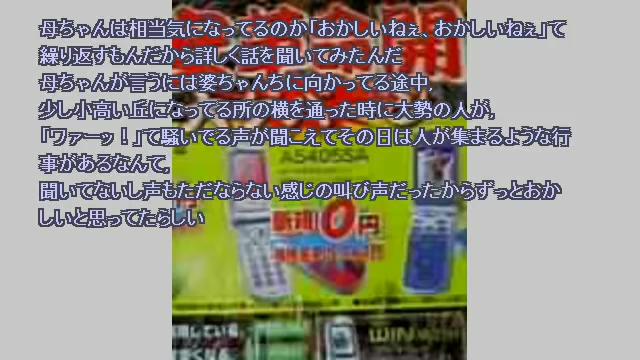 母ちゃんは相当気になってるのか「おかしいねぇ、おかしいねぇ」て
繰り返すもんだから詳しく話を聞いてみたんだ
母ちゃんが言うには婆ちゃんちに向かってる途中,
少し小高い丘になってる所の横を通った時に大勢の人が,
「ワァーッ！」て騒いでる声が聞こえてその日は人が集まるような行
事があるなんて,
聞いてないし声もただならない感じの叫び声だったからずっとおか
しいと思ってたらしい
A5405SA
新規0円
WIN